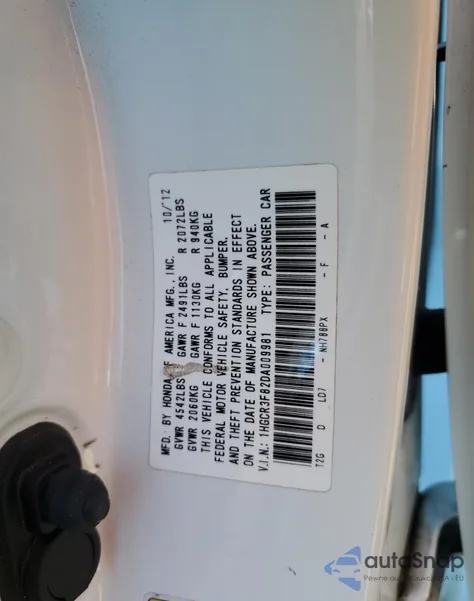 MFD. BY HONDA OF AMERICA MFG., INC. 10/12
GVWR 4542LBS GAWR F 2491LBS R 2072LBS
GVWR 2060KG GAWR F 1130KG R 940KG
THIS VEHICLE CONFORMS TO ALL APPLICABLE
FEDERAL MOTOR VEHICLE SAFETY, BUMPER,
AND THEFT PREVENTION STANDARDS IN EFFECT
ON THE DATE OF MANUFACTURE SHOWN ABOVE.
V.I.N.: 1HGCR3F82DA009981 TYPE: PASSENGER CAR
T2G D L07 - NH788PX - F - A
autoSnap